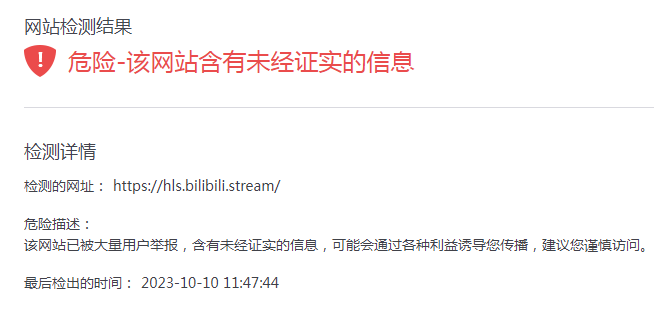 网站检测结果
危险-该网站含有未经证实的信息
检测详情
检测的网址： https://hls.bilibili.stream/
危险描述：
该网站已被大量用户举报，含有未经证实的信息，可能会通过各种利益诱导您传播，建议您谨慎访问。
最后检出的时间： 2023-10-10 11:47:44